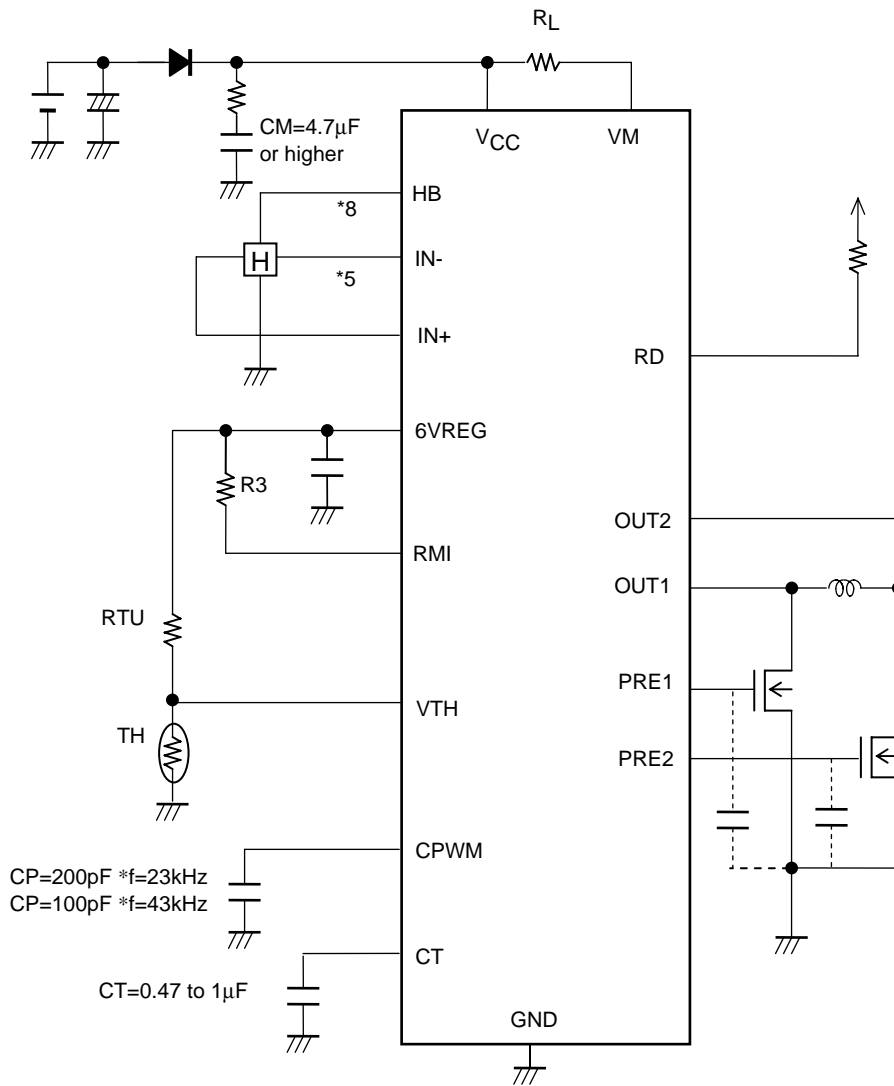 RL
CM=4.7µF
or higher
VCC
VM
HB
*8
H
IN-
*5
IN+
RD
6VREG
R3
OUT2
RMI
OUT1
RTU
PRE1
VTH
TH
PRE2
CPWM
CP=200pF *f=23kHz
CP=100pF *f=43kHz
CT
CT=0.47 to 1µF
GND